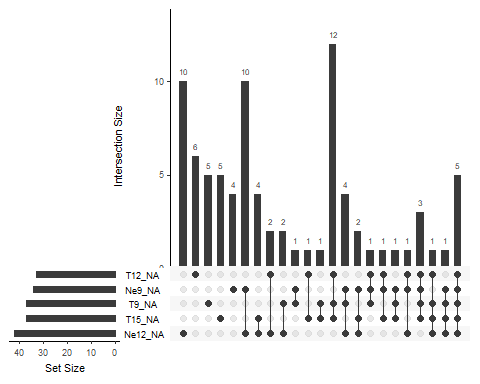 12
10 10
10
6
5 5 5
5
4 4 4
3
2 2 2
1 1 1 1 1 1 1 1 1
0
Intersection Size
T12_NA
Ne9_NA
T9_NA
T15_NA
Ne12_NA
40 30 20 10 0
Set Size